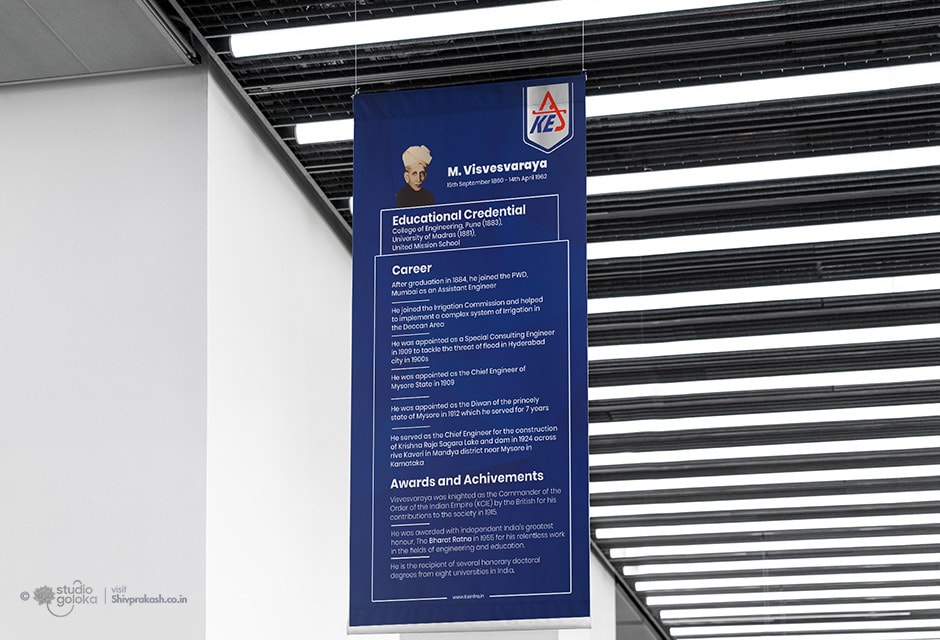 AKES
M. Visvesvaraya
15th September 1860 - 14th April 1962
Educational Credential
College of Engineering, Pune (1883),
University of Madras (1881),
United Mission School
Career
After graduation in 1884, he joined the PWD,
Mumbai as an Assistant Engineer
He joined the Irrigation Commission and helped
to implement a complex system of Irrigation in
the Deccan Area
He was appointed as a Special Consulting Engineer
in 1909 to tackle the threat of flood in Hyderabad
city in 1900s
He was appointed as the Chief Engineer of
Mysore State in 1909
He was appointed as the Diwan of the princely
state of Mysore in 1912 which he served for 7 years
He served as the Chief Engineer for the construction
of Krishna Raja Sagara Lake and dam in 1924 across
rive Kaveri in Mandya district near Mysore in
Karnataka
Awards and Achivements
Visvesvaraya was knighted as the Commander of the
Order of the Indian Empire (KCIE) by the British for his
contributions to the society in 1915.
He was awarded with independent India's greatest
honour, The Bharat Ratna in 1955 for his relentless work
in the fields of engineering and education.
He is the recipient of several honorary doctoral
degrees from eight universities in India.
© studio goloka | visit
Shivprakash.co.in